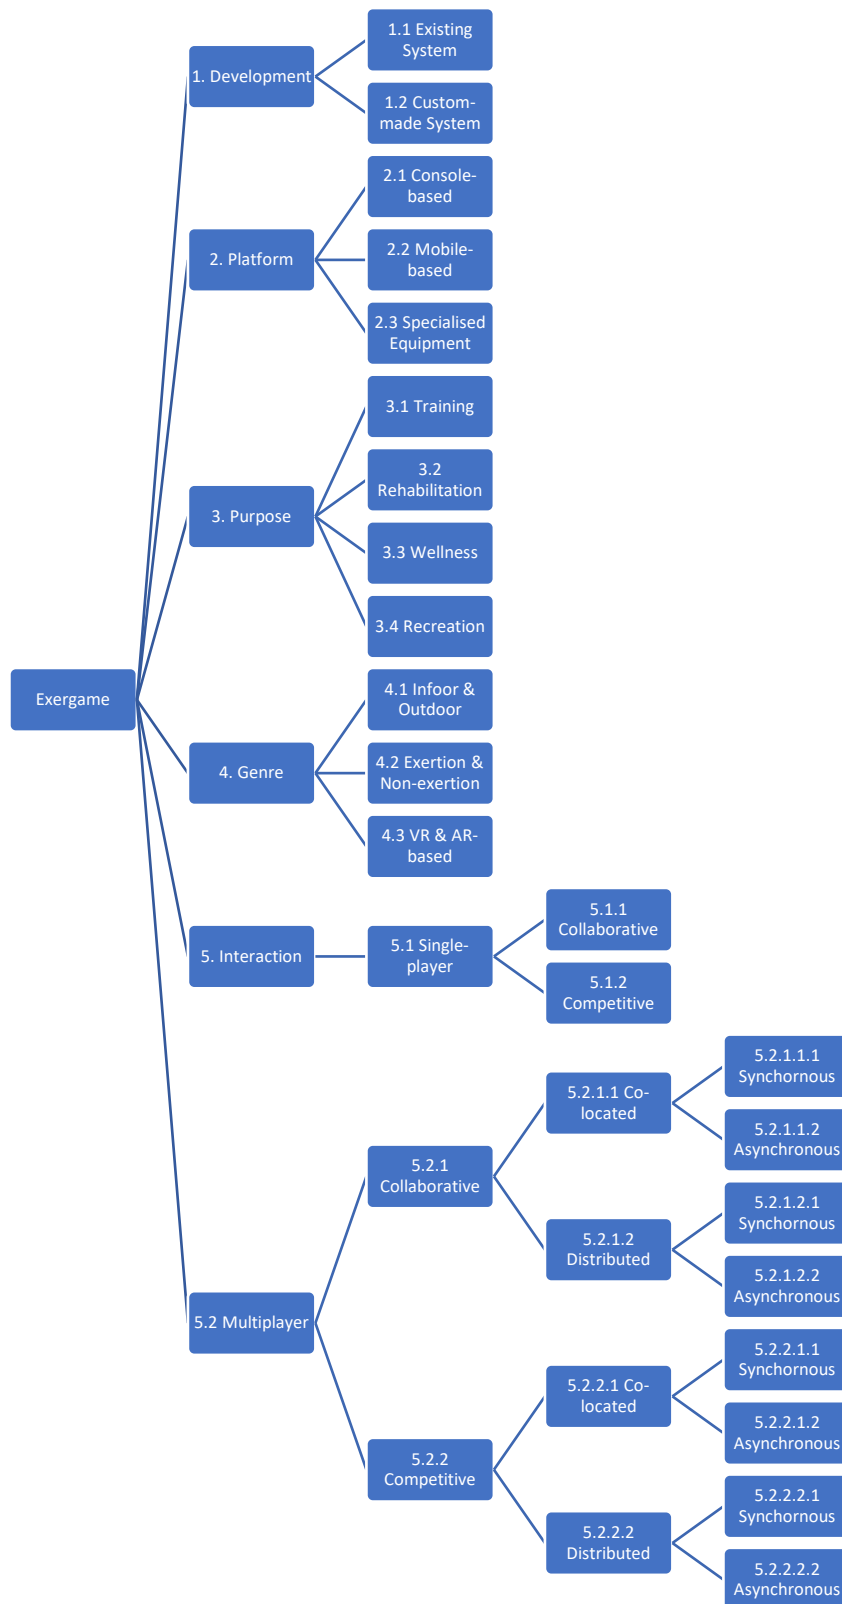 Exergame
1. Development
1.1 Existing
System
1.2 Custom-
made System
2. Platform
2.1 Console-
based
2.2 Mobile-
based
2.3 Specialised
Equipment
3. Purpose
3.1 Training
3.2
Rehabilitation
3.3 Wellness
3.4 Recreation
4. Genre
4.1 Infoor &
Outdoor
4.2 Exertion &
Non-exertion
4.3 VR & AR-
based
5. Interaction
5.1 Single-
player
5.1.1
Collaborative
5.1.2
Competitive
5.2 Multiplayer
5.2.1
Collaborative
5.2.1.1 Co-
located
5.2.1.1.1
Synchornous
5.2.1.1.2
Asynchronous
5.2.1.2
Distributed
5.2.1.2.1
Synchornous
5.2.1.2.2
Asynchronous
5.2.2
Competitive
5.2.2.1 Co-
located
5.2.2.1.1
Synchornous
5.2.2.1.2
Asynchronous
5.2.2.2
Distributed
5.2.2.2.1
Synchornous
5.2.2.2.2
Asynchronous